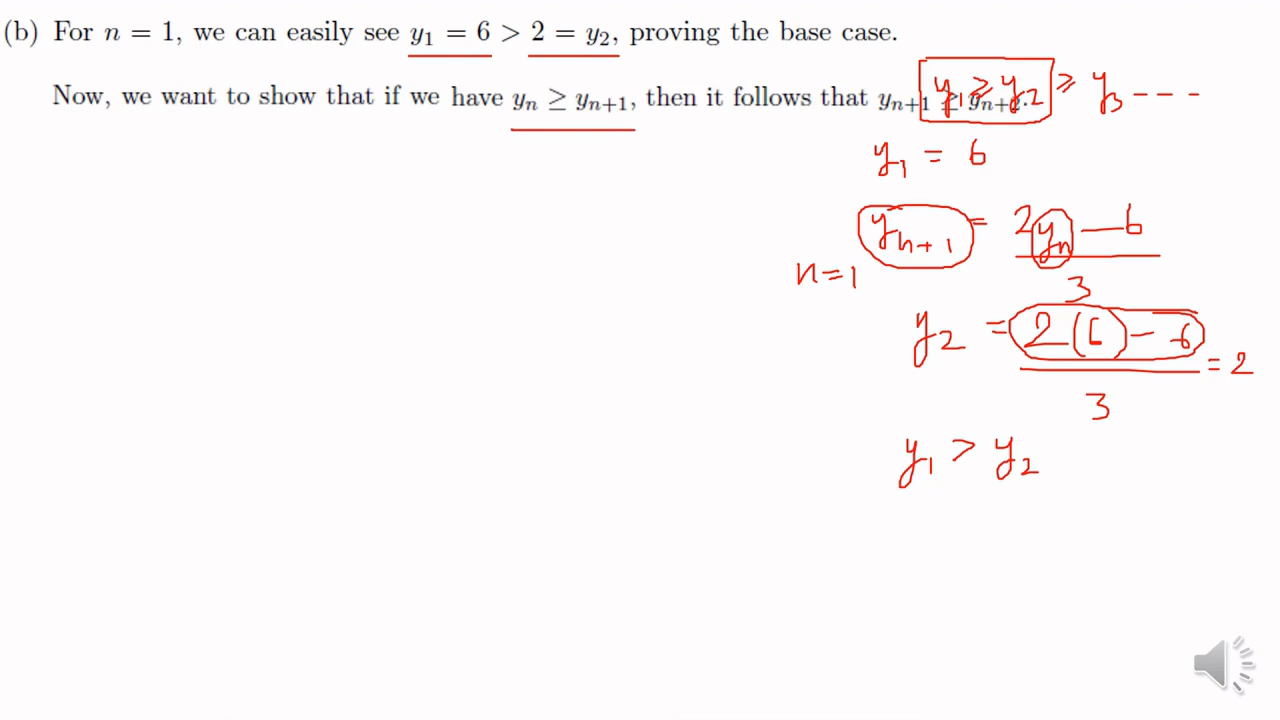 (b) For n = 1, we can easily see y₁ = 6 > 2 = y₂, proving the base case.
Now, we want to show that if we have yₙ ≥ yₙ₊₁, then it follows that yₙ₊₁ ≥ yₙ₊₂.
y₁ ≥ y₂ ≥ y₃ - - -
y₁ = 6
yₙ₊₁ = 2yₙ - 6
n = 1
3
y₂ = 2(6) - 6
= 2
3
y₁ > y₂